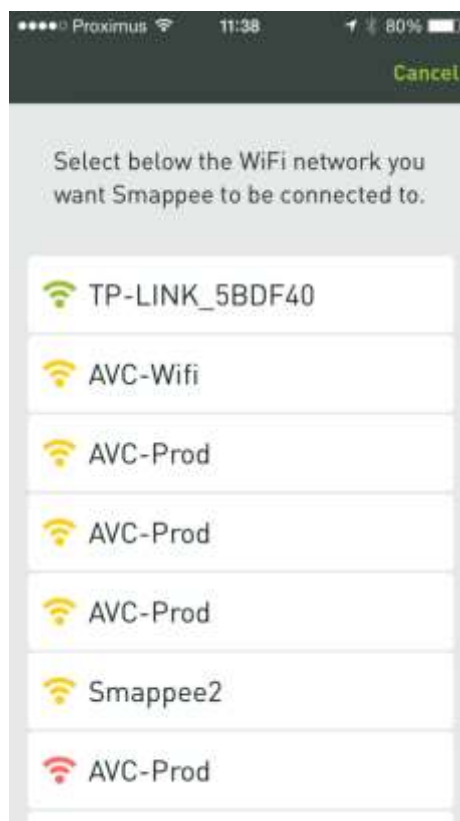 Proximus 11:38 80%
Cancel
Select below the WiFi network you
want Smappee to be connected to.
TP-LINK_5BDF40
AVC-Wifi
AVC-Prod
AVC-Prod
AVC-Prod
Smappee2
AVC-Prod